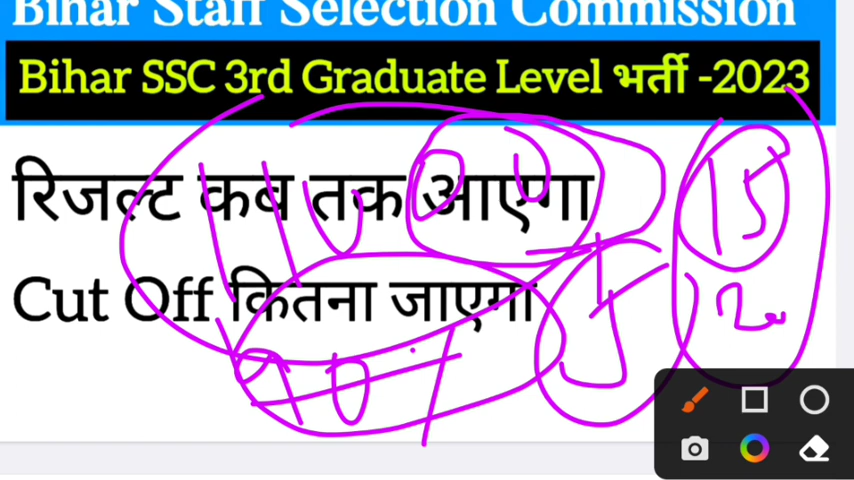 Bihar Staff Selection Commission
Bihar SSC 3rd Graduate Level भर्ती -2023
रिजल्ट कब तक आएगा
Cut Off कितना जाएगा
15